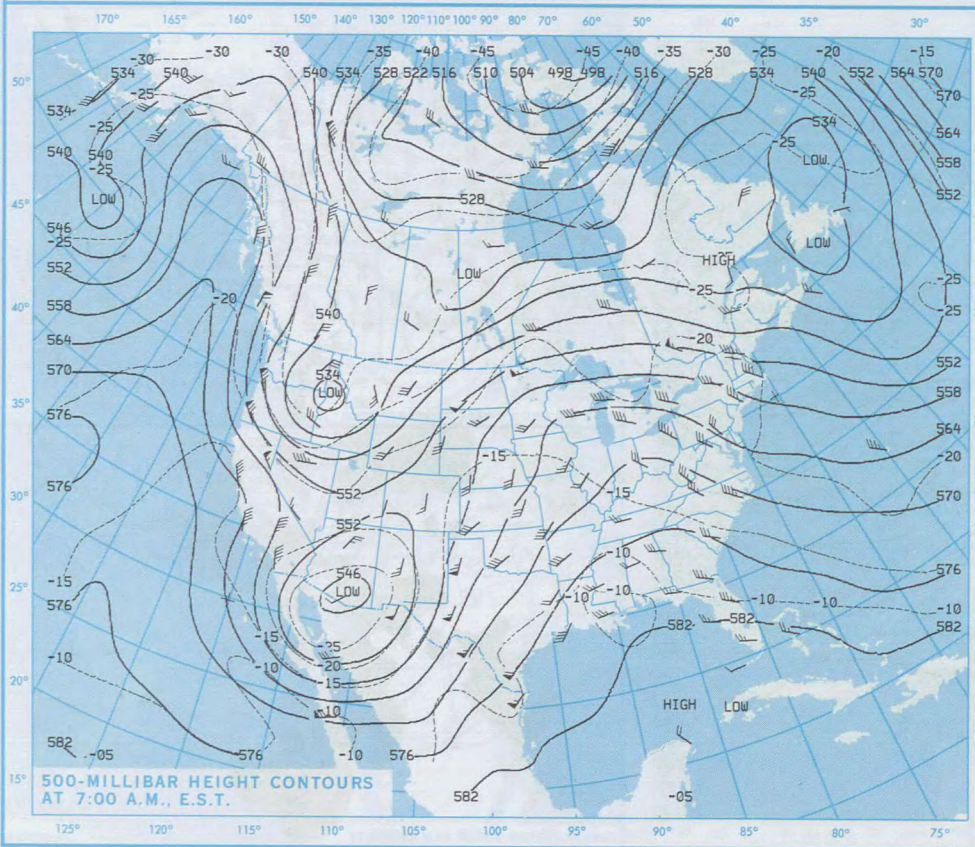 170° 165° 150° 140° 130° 120° 110° 100° 90° 80° 70° 60° 50° 40° 35° 30°
-30 -30 -30 -35 -40 -45 -45 -40 -35 -30 -25 -20 -15
534 540 540 534 528 522 516 510 504 498 498 516 528 534 540 552 564 570
50° -25 -25 570
534 534
-25 564
540 540 -25 LOW 558
-25
LOW 528 552
45°
546
-25 LOW
552 LOW HIGH -25
-25
558 -20 -25
40° 540
564 -20
552
570 534
LOW 558
35°
576 564
-15 -20
576 552 -15 570
30°
552
-10
546 576
-15 LOW -10 -10 -10 -10 -10
25° 576
-15 582 582 582
-25
-10 -10 -20
-15
20° -10 HIGH LOW
582 -05 576 -10 576
15° 500-MILLIBAR HEIGHT CONTOURS
AT 7:00 A.M., E.S.T.
582 -05
125° 120° 115° 110° 105° 100° 95° 90° 85° 80° 75°